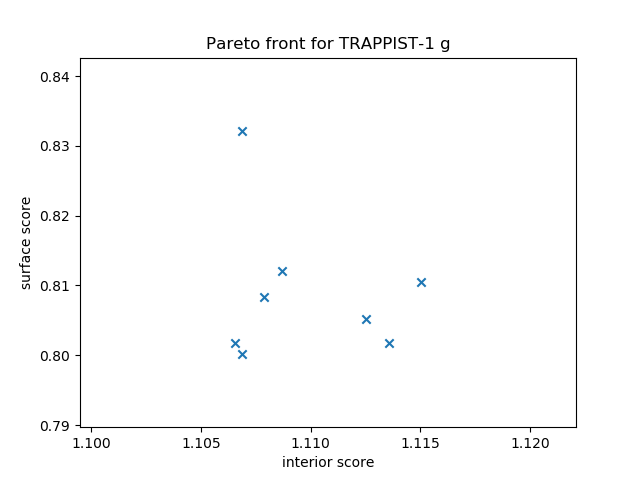 Pareto front for TRAPPIST-1 g
0.84
0.83
0.82
0.81
0.80
0.79
surface score
1.100 1.105 1.110 1.115 1.120
interior score